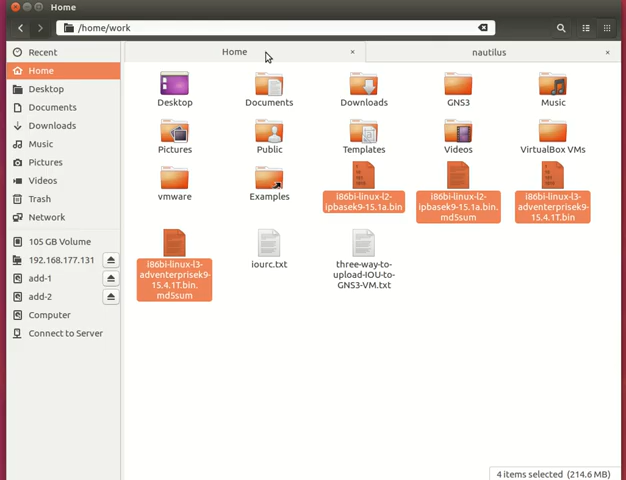 Home
/home/work
Recent
Home
Desktop
Documents
Downloads
Music
Pictures
Videos
Trash
Network
105 GB Volume
192.168.177.131
add-1
add-2
Computer
Connect to Server
Home
nautilus
Desktop
Documents
Downloads
GNS3
Music
Pictures
Public
Templates
Videos
VirtualBox VMs
vmware
Examples
i86bi-linux-l2-
ipbasek9-15.1a.bin
i86bi-linux-l2-
ipbasek9-15.1a.bin.
md5sum
i86bi-linux-l3-
adventerprisek9-
15.4.1T.bin
i86bi-linux-l3-
adventerprisek9-
15.4.1T.bin.
md5sum
iourc.txt
three-way-to-
upload-IOU-to-
GNS3-VM.txt
4 items selected (214.6 MB)